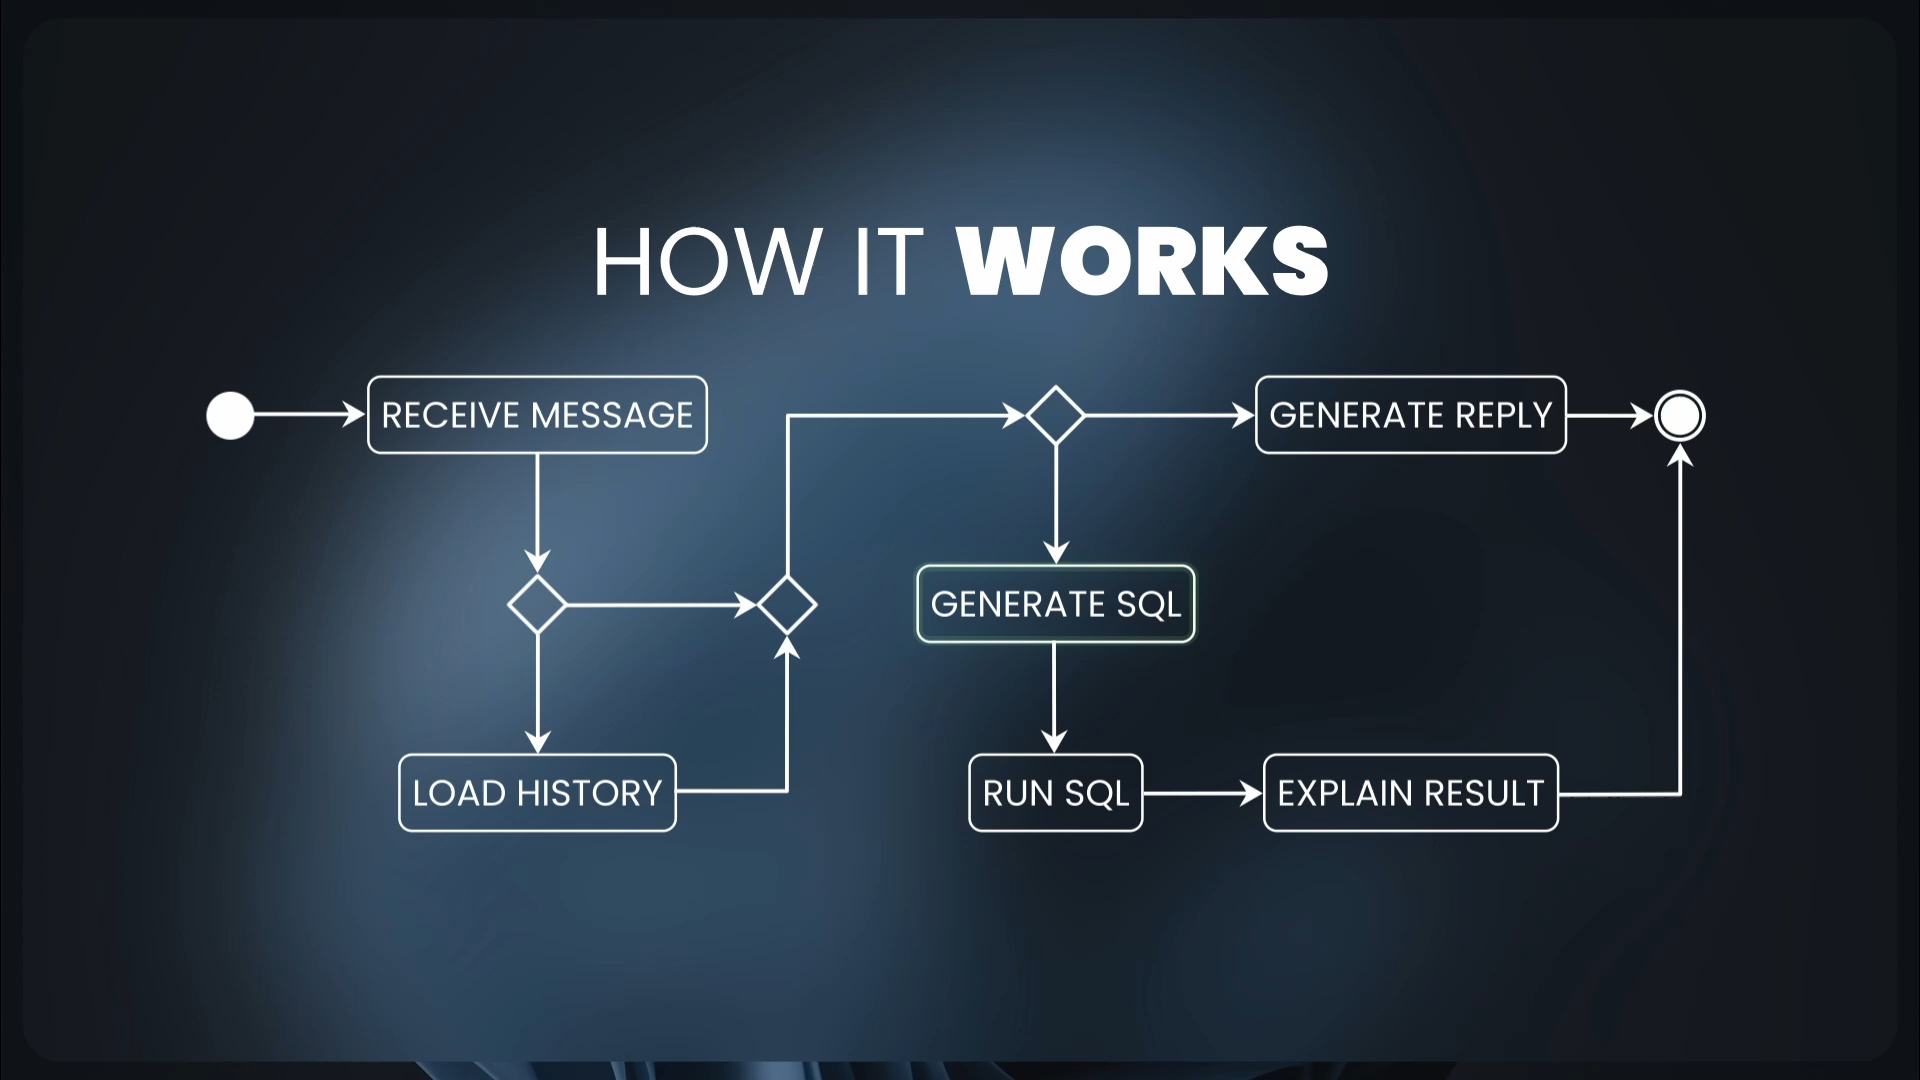 HOW IT WORKS
RECEIVE MESSAGE
GENERATE REPLY
GENERATE SQL
LOAD HISTORY
RUN SQL
EXPLAIN RESULT